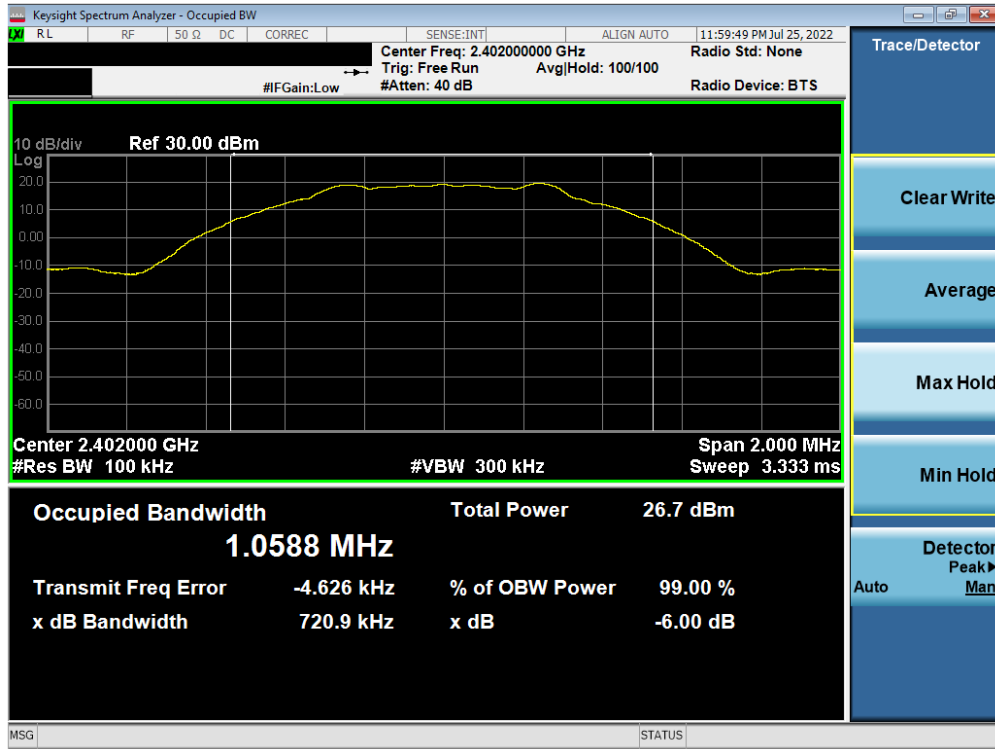 Keysight Spectrum Analyzer - Occupied BW
LXI RL RF 50 Ω DC CORREC SENSE:INT ALIGN AUTO 11:59:49 PM Jul 25, 2022
Center Freq: 2.402000000 GHz Radio Std: None
Trig: Free Run Avg|Hold: 100/100
#IFGain:Low #Atten: 40 dB Radio Device: BTS
Trace/Detector
10 dB/div Ref 30.00 dBm
Log
20.0
10.0
0.00
-10.0
-20.0
-30.0
-40.0
-50.0
-60.0
Center 2.402000 GHz Span 2.000 MHz
#Res BW 100 kHz #VBW 300 kHz Sweep 3.333 ms
Occupied Bandwidth Total Power 26.7 dBm
1.0588 MHz
Transmit Freq Error -4.626 kHz % of OBW Power 99.00 %
x dB Bandwidth 720.9 kHz x dB -6.00 dB
Clear Write
Average
Max Hold
Min Hold
Detector
Peak▶
Auto Man
MSG STATUS